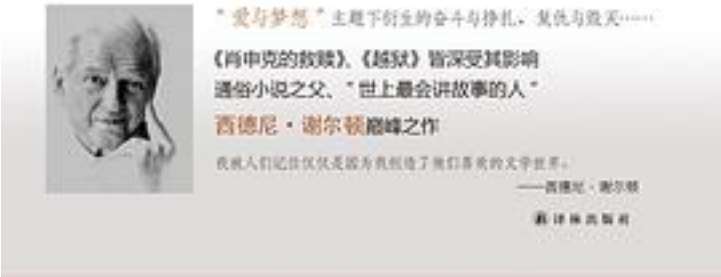 “爱与梦想”主题下衍生的奋斗与挣扎，复仇与毁灭……
《肖申克的救赎》、《越狱》皆深受其影响
通俗小说之父、“世上最会讲故事的人”
西德尼·谢尔顿巅峰之作
我被人们记住仅仅是因为我创造了他们喜爱的文学世界。
——西德尼·谢尔顿
译林出版社